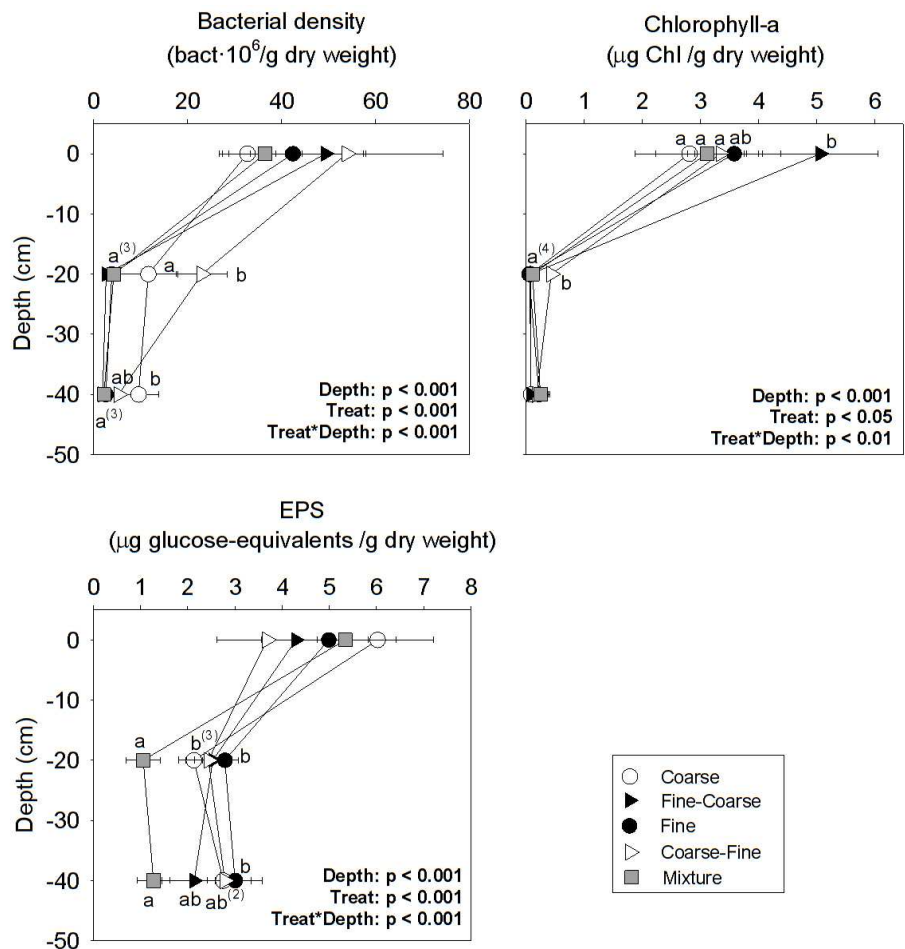 Bacterial density
(bact·10⁶/g dry weight)
0 20 40 60 80
Depth (cm)
0
-10
-20
-30
-40
-50
a⁽³⁾
a
b
ab
b
a⁽³⁾
Depth: p < 0.001
Treat: p < 0.001
Treat*Depth: p < 0.001
Chlorophyll-a
(μg Chl /g dry weight)
0 1 2 3 4 5 6
a a a ab b
a⁽⁴⁾
b
Depth: p < 0.001
Treat: p < 0.05
Treat*Depth: p < 0.01
EPS
(μg glucose-equivalents /g dry weight)
0 1 2 3 4 5 6 7 8
Depth (cm)
0
-10
-20
-30
-40
-50
a
b⁽³⁾
b
a
ab
ab⁽²⁾
b
Depth: p < 0.001
Treat: p < 0.001
Treat*Depth: p < 0.001
Coarse
Fine-Coarse
Fine
Coarse-Fine
Mixture